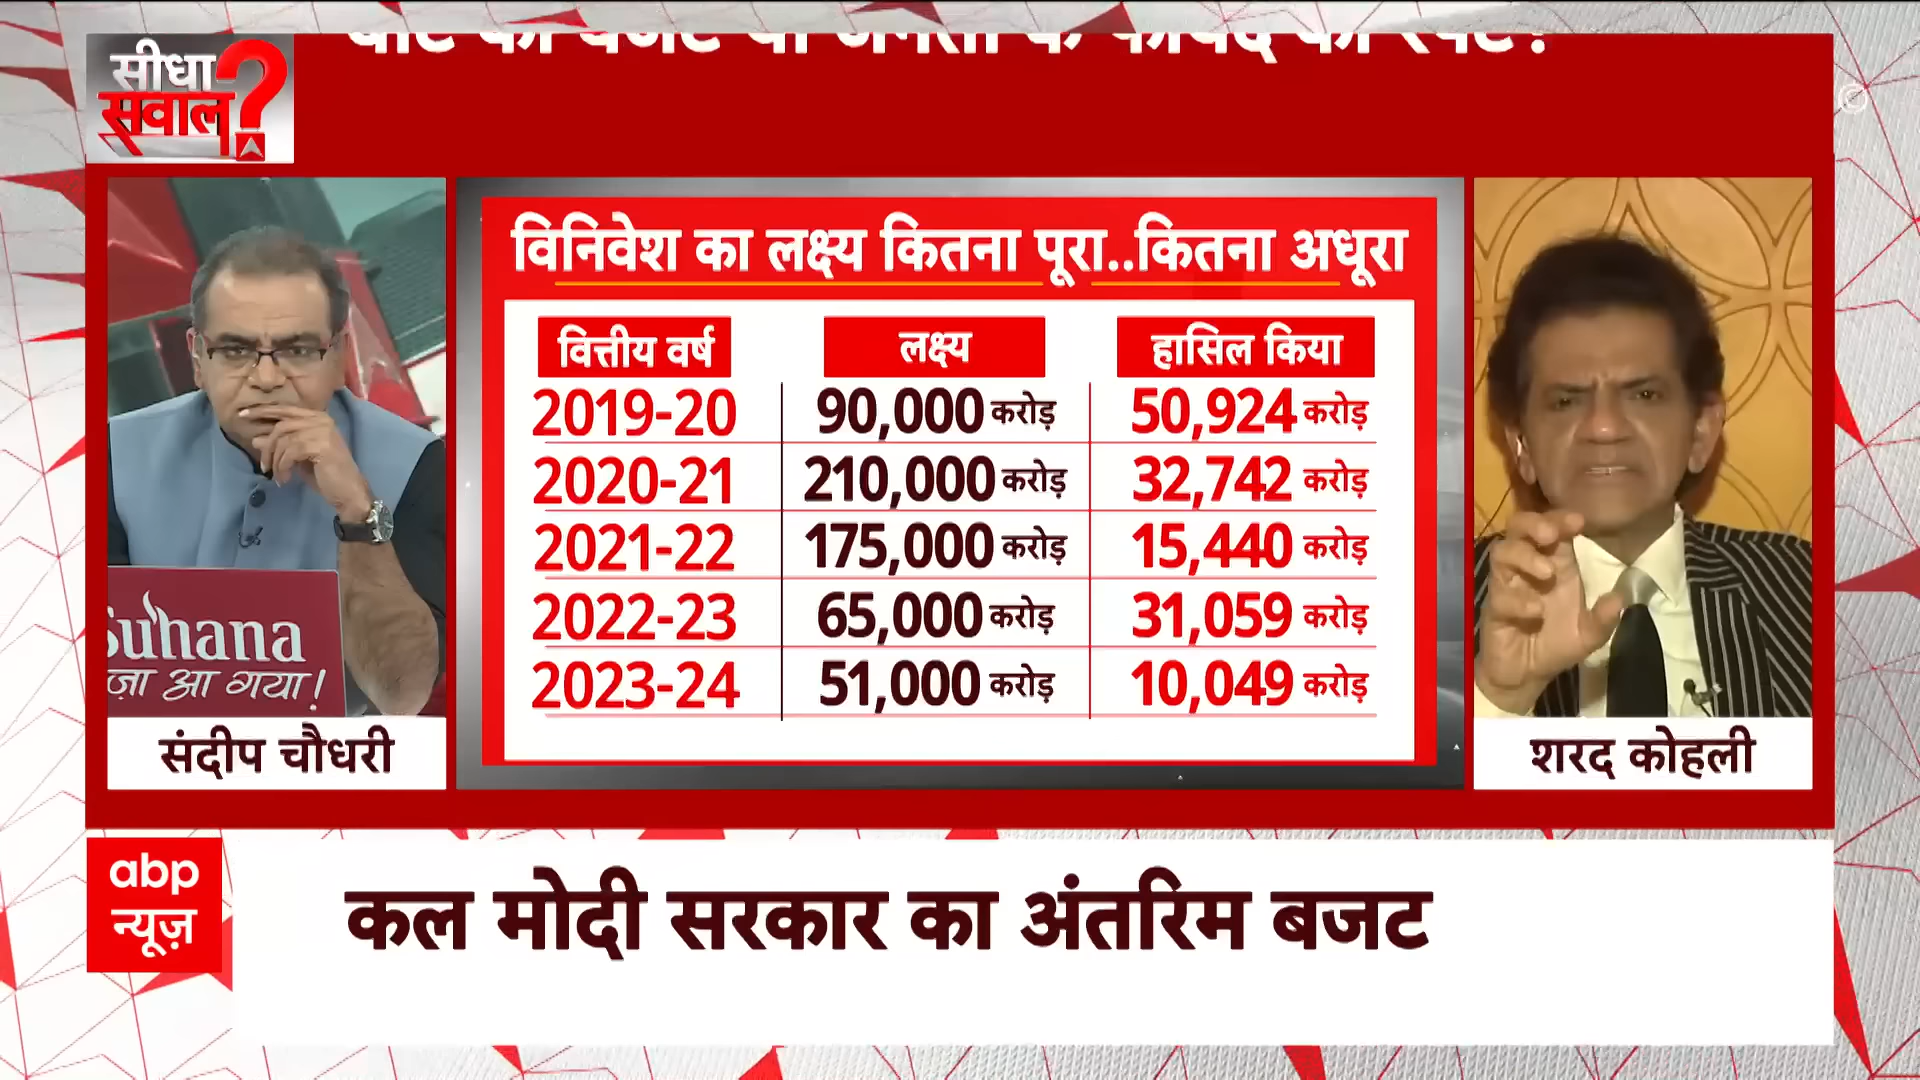 सीधा
सवाल?
विनिवेश का लक्ष्य कितना पूरा..कितना अधूरा
वित्तीय वर्ष लक्ष्य हासिल किया
2019-20 90,000 करोड़ 50,924 करोड़
2020-21 210,000 करोड़ 32,742 करोड़
2021-22 175,000 करोड़ 15,440 करोड़
2022-23 65,000 करोड़ 31,059 करोड़
2023-24 51,000 करोड़ 10,049 करोड़
Suhana
आ गया!
संदीप चौधरी
शरद कोहली
abp
न्यूज़
कल मोदी सरकार का अंतरिम बजट